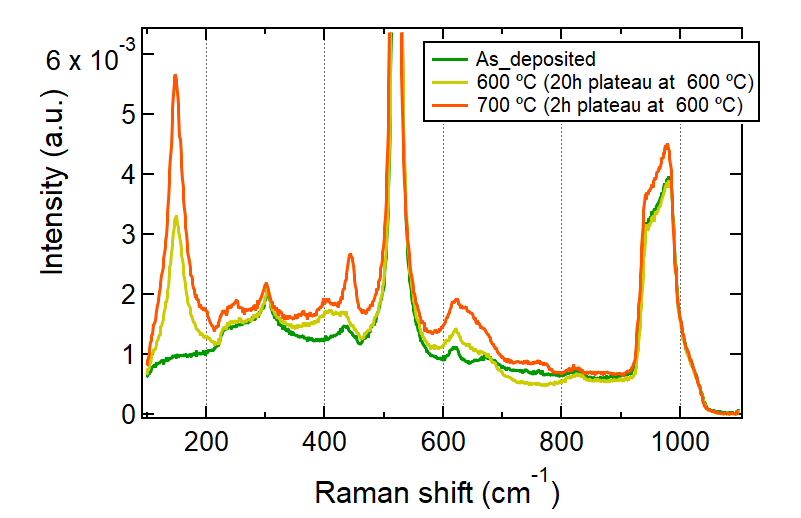 6 x 10-3
5
4
3
2
1
0
Intensity (a.u.)
As_deposited
600 ºC (20h plateau at  600 ºC)
700 ºC (2h plateau at  600 ºC)
200 400 600 800 1000
Raman shift (cm-1)